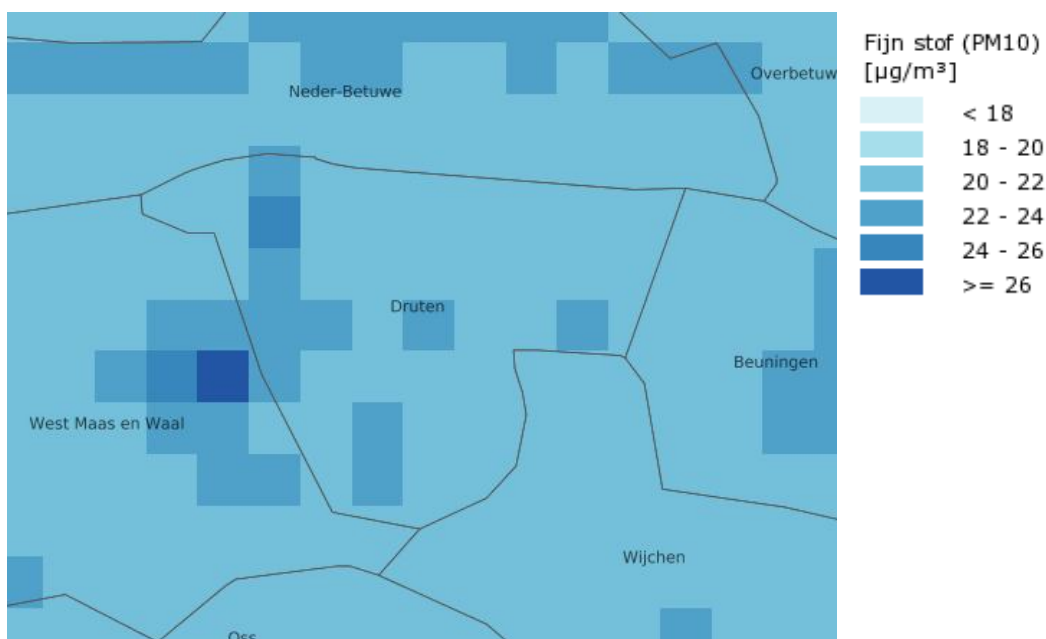 Fijn stof (PM10)
[µg/m³]
< 18
18 - 20
20 - 22
22 - 24
24 - 26
>= 26
Overbetuw
Neder-Betuwe
Druten
Beuningen
West Maas en Waal
Wijchen
Oss